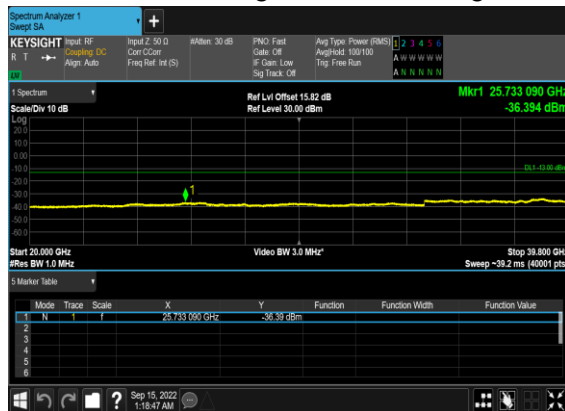 Spectrum Analyzer 1
Swept SA
+
KEYSIGHT
R T
LW
Input: RF
Coupling: DC
Align: Auto
Input Z: 50 Ω
Corr CCorr
Freq Ref: Int (S)
#Atten: 30 dB
PNO: Fast
Gate: Off
IF Gain: Low
Sig Track: Off
Avg Type: Power (RMS)
Avg|Hold: 100/100
Trig: Free Run
1 2 3 4 5 6
A W W W W W
A N N N N N
1 Spectrum
Scale/Div 10 dB
Ref Lvl Offset 15.82 dB
Ref Level 30.00 dBm
Mkr1 25.733 090 GHz
-36.394 dBm
Log
20.0
10.0
0.00
-10.0
-20.0
-30.0
-40.0
-50.0
-60.0
DL1 -13.00 dBm
1
Start 20.000 GHz
#Res BW 1.0 MHz
Video BW 3.0 MHz*
Stop 39.800 GHz
Sweep ~39.2 ms (40001 pts)
5 Marker Table
Mode Trace Scale X Y Function Function Width Function Value
1 N 1 f 25.733 090 GHz -36.39 dBm
2
3
4
5
6
?
Sep 15, 2022
1:18:47 AM